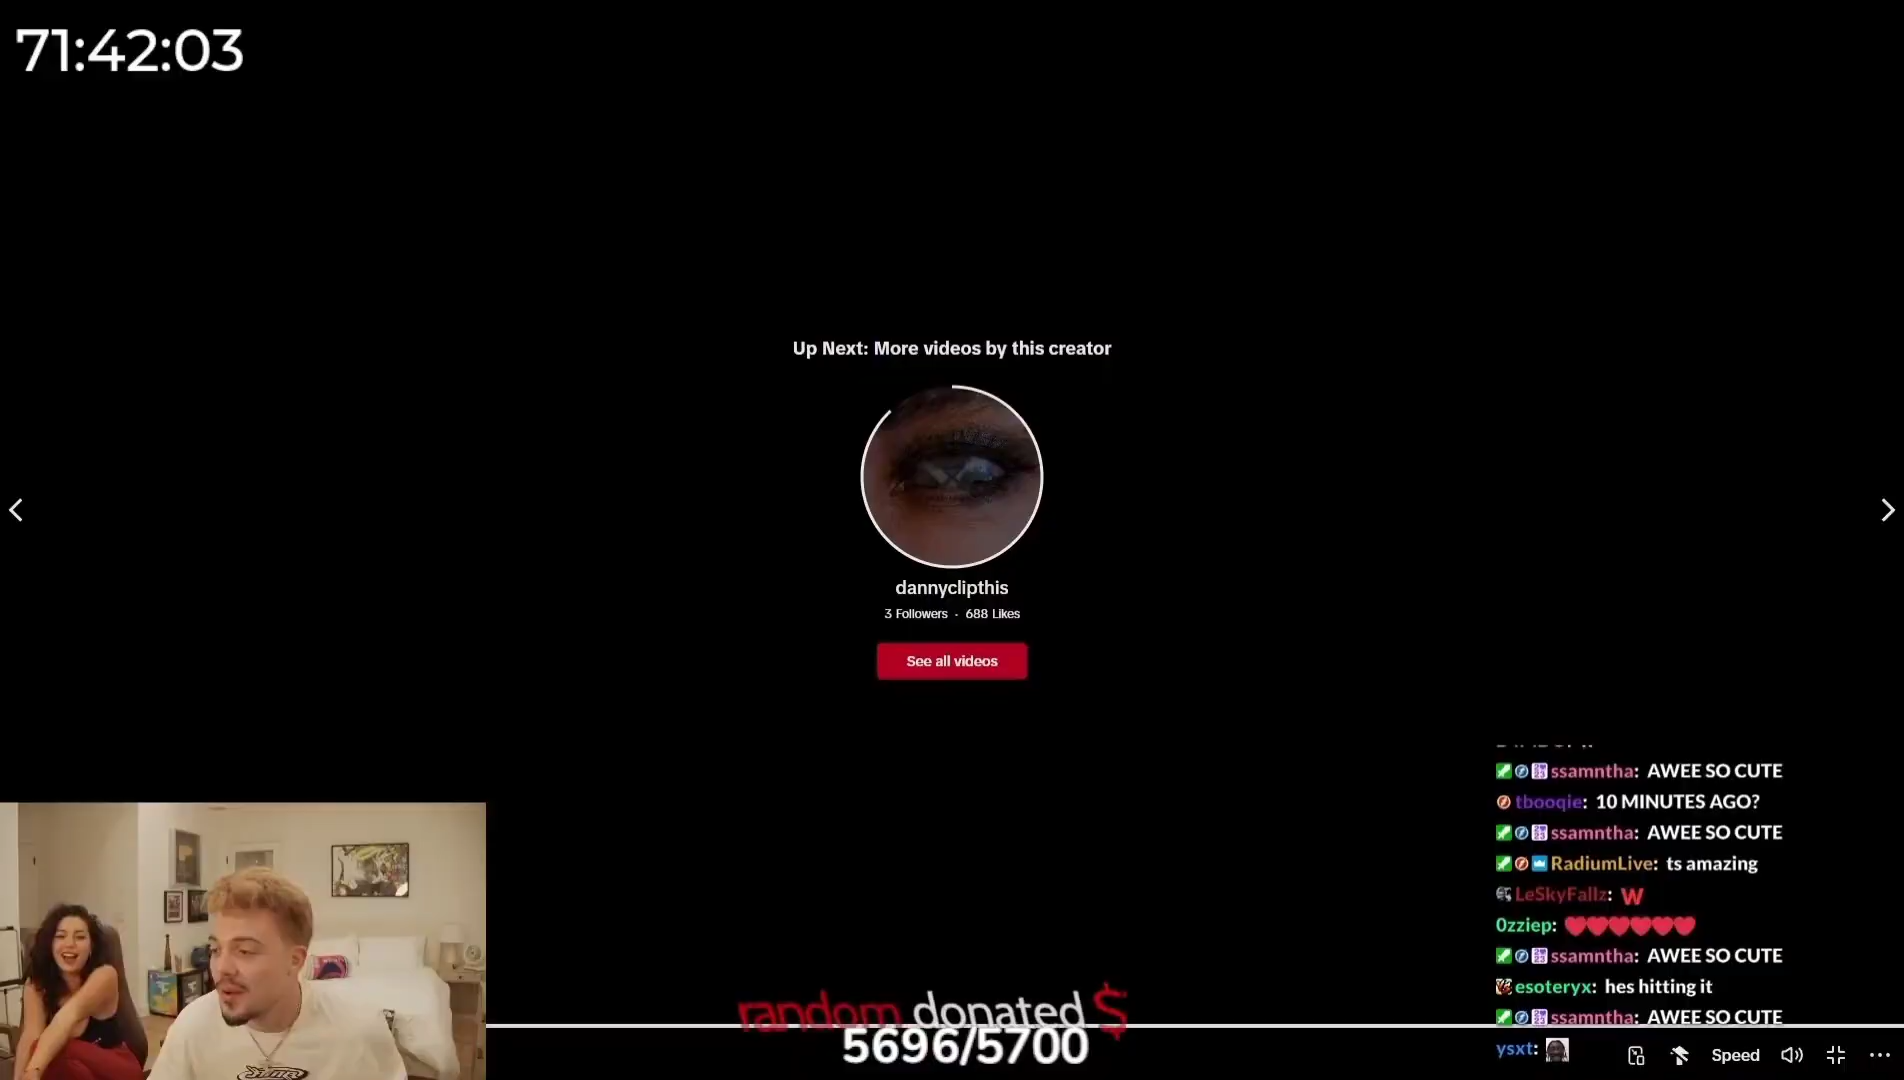 71:42:03
Up Next: More videos by this creator
dannyclipthis
3 Followers · 688 Likes
See all videos
ssamntha: AWEE SO CUTE
tbooqie: 10 MINUTES AGO?
ssamntha: AWEE SO CUTE
RadiumLive: ts amazing
LeSkyFallz: W
0zziep: ❤❤❤❤❤❤
ssamntha: AWEE SO CUTE
esoteryx: hes hitting it
ssamntha: AWEE SO CUTE
ysxt:
random donated $
5696/5700
Speed